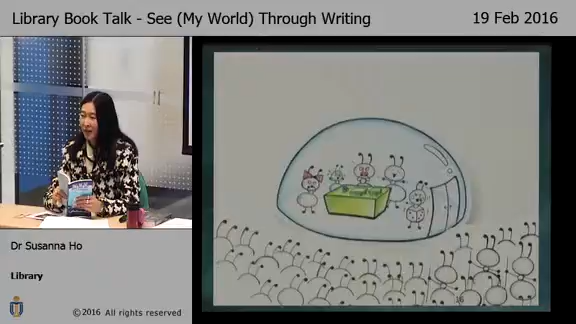 Library Book Talk - See (My World) Through Writing
19 Feb 2016
Dr Susanna Ho
Library
©2016 All rights reserved
16